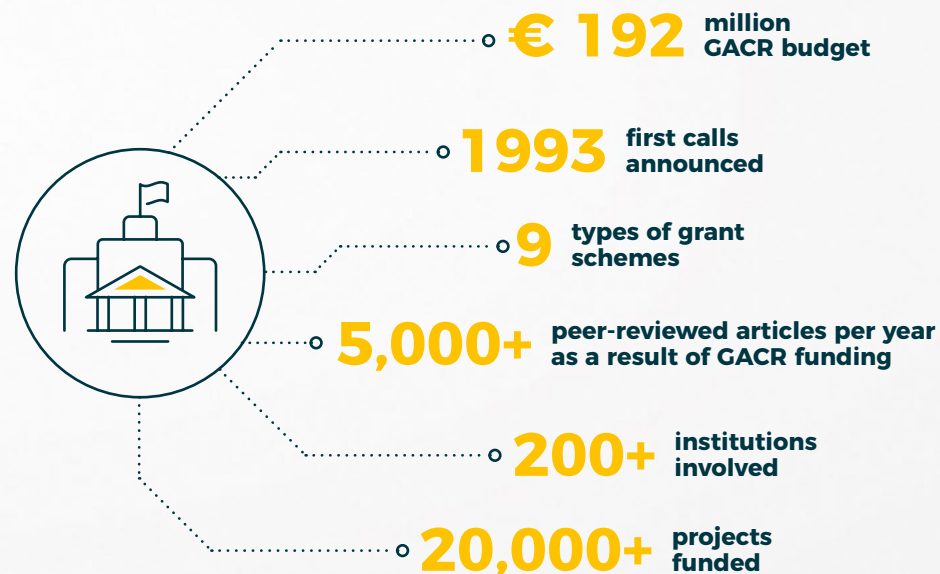 € 192 million
GACR budget
1993 first calls
announced
9 types of grant
schemes
5,000+ peer-reviewed articles per year
as a result of GACR funding
200+ institutions
involved
20,000+ projects
funded